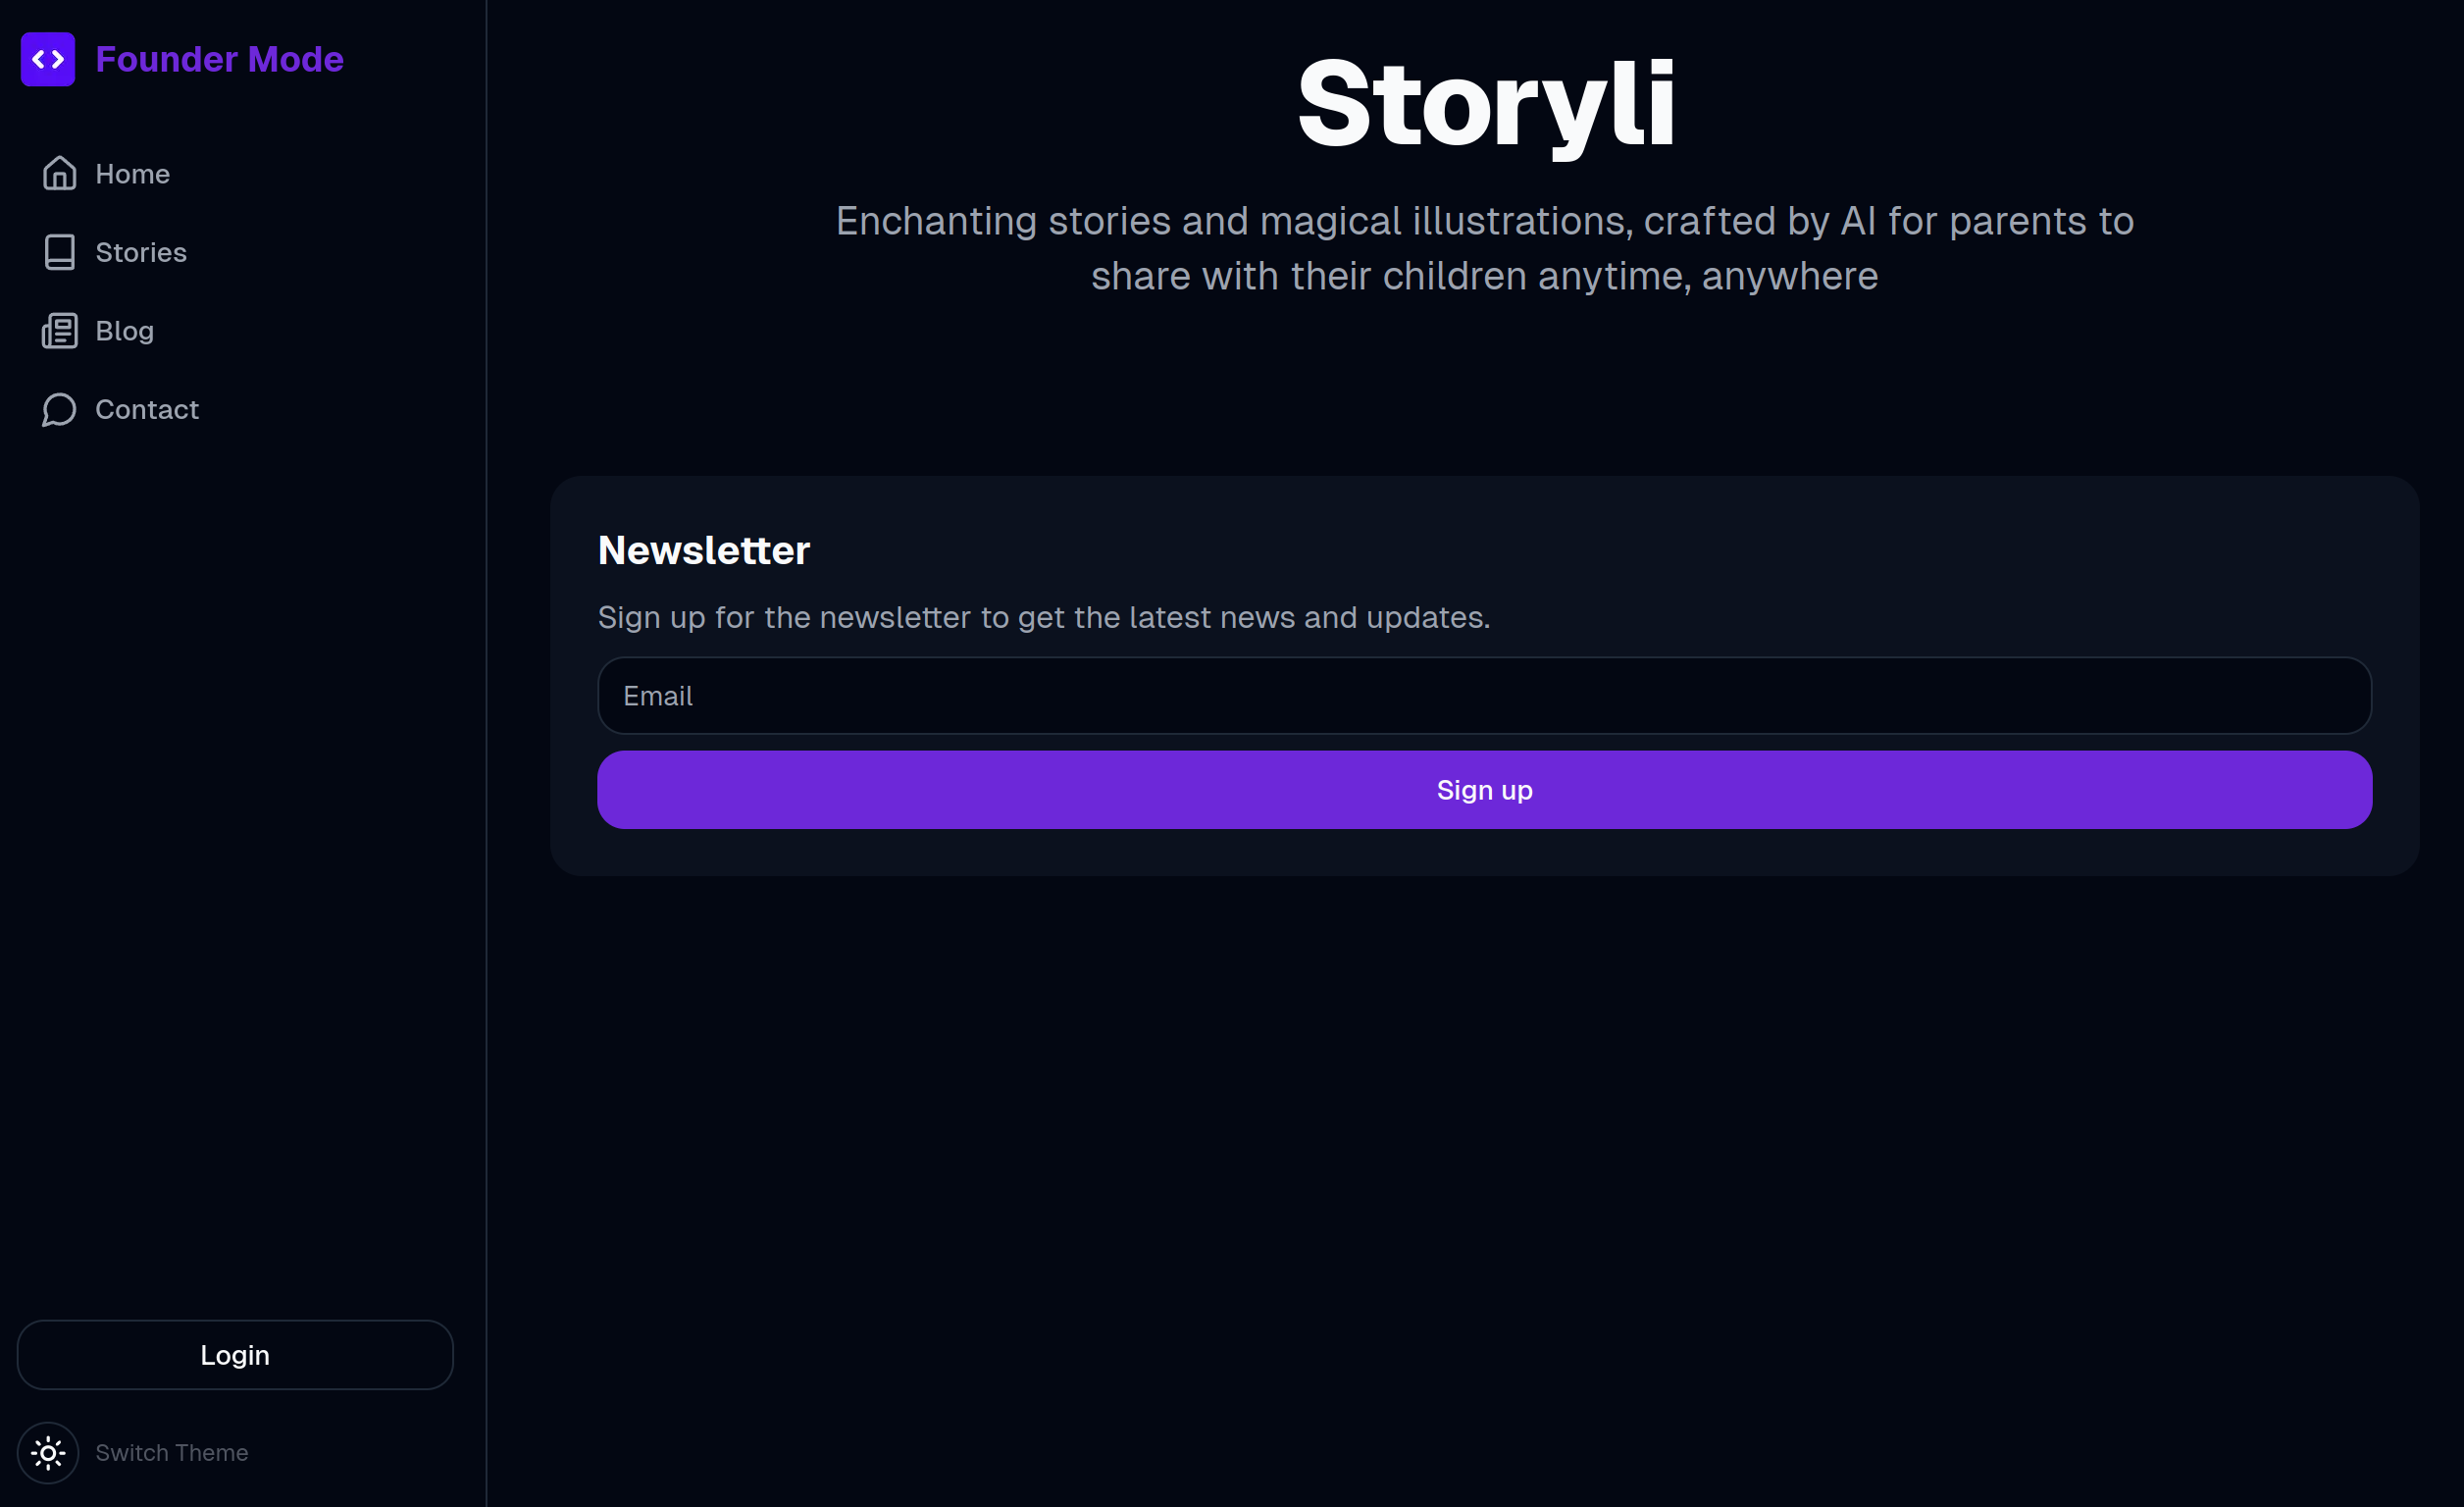 Founder Mode
Home
Stories
Blog
Contact
Login
Switch Theme
Storyli
Enchanting stories and magical illustrations, crafted by AI for parents to
share with their children anytime, anywhere
Newsletter
Sign up for the newsletter to get the latest news and updates.
Email
Sign up